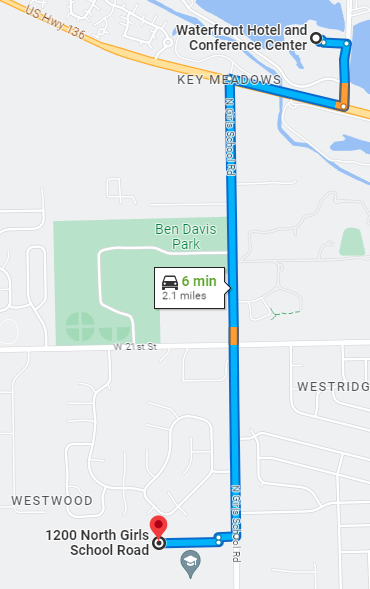 Waterfront Hotel and
Conference Center
US Hwy 136
KEY MEADOWS
N Girls School Rd
Ben Davis
Park
6 min
2.1 miles
W 21st St
WESTRIDG
WESTWOOD
N Girls School Rd
1200 North Girls
School Road